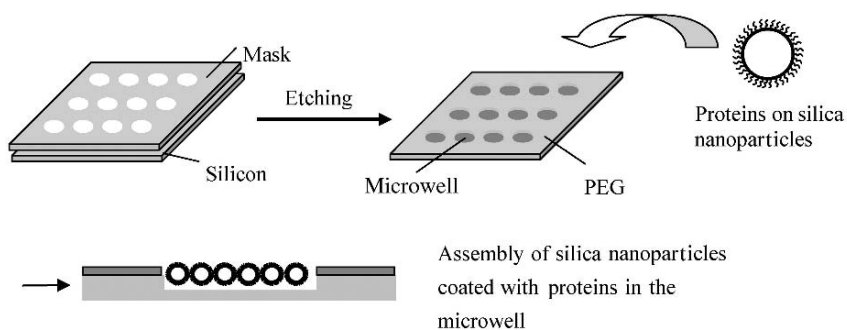 Mask
Etching
Silicon
Microwell
PEG
Proteins on silica
nanoparticles
Assembly of silica nanoparticles
coated with proteins in the
microwell